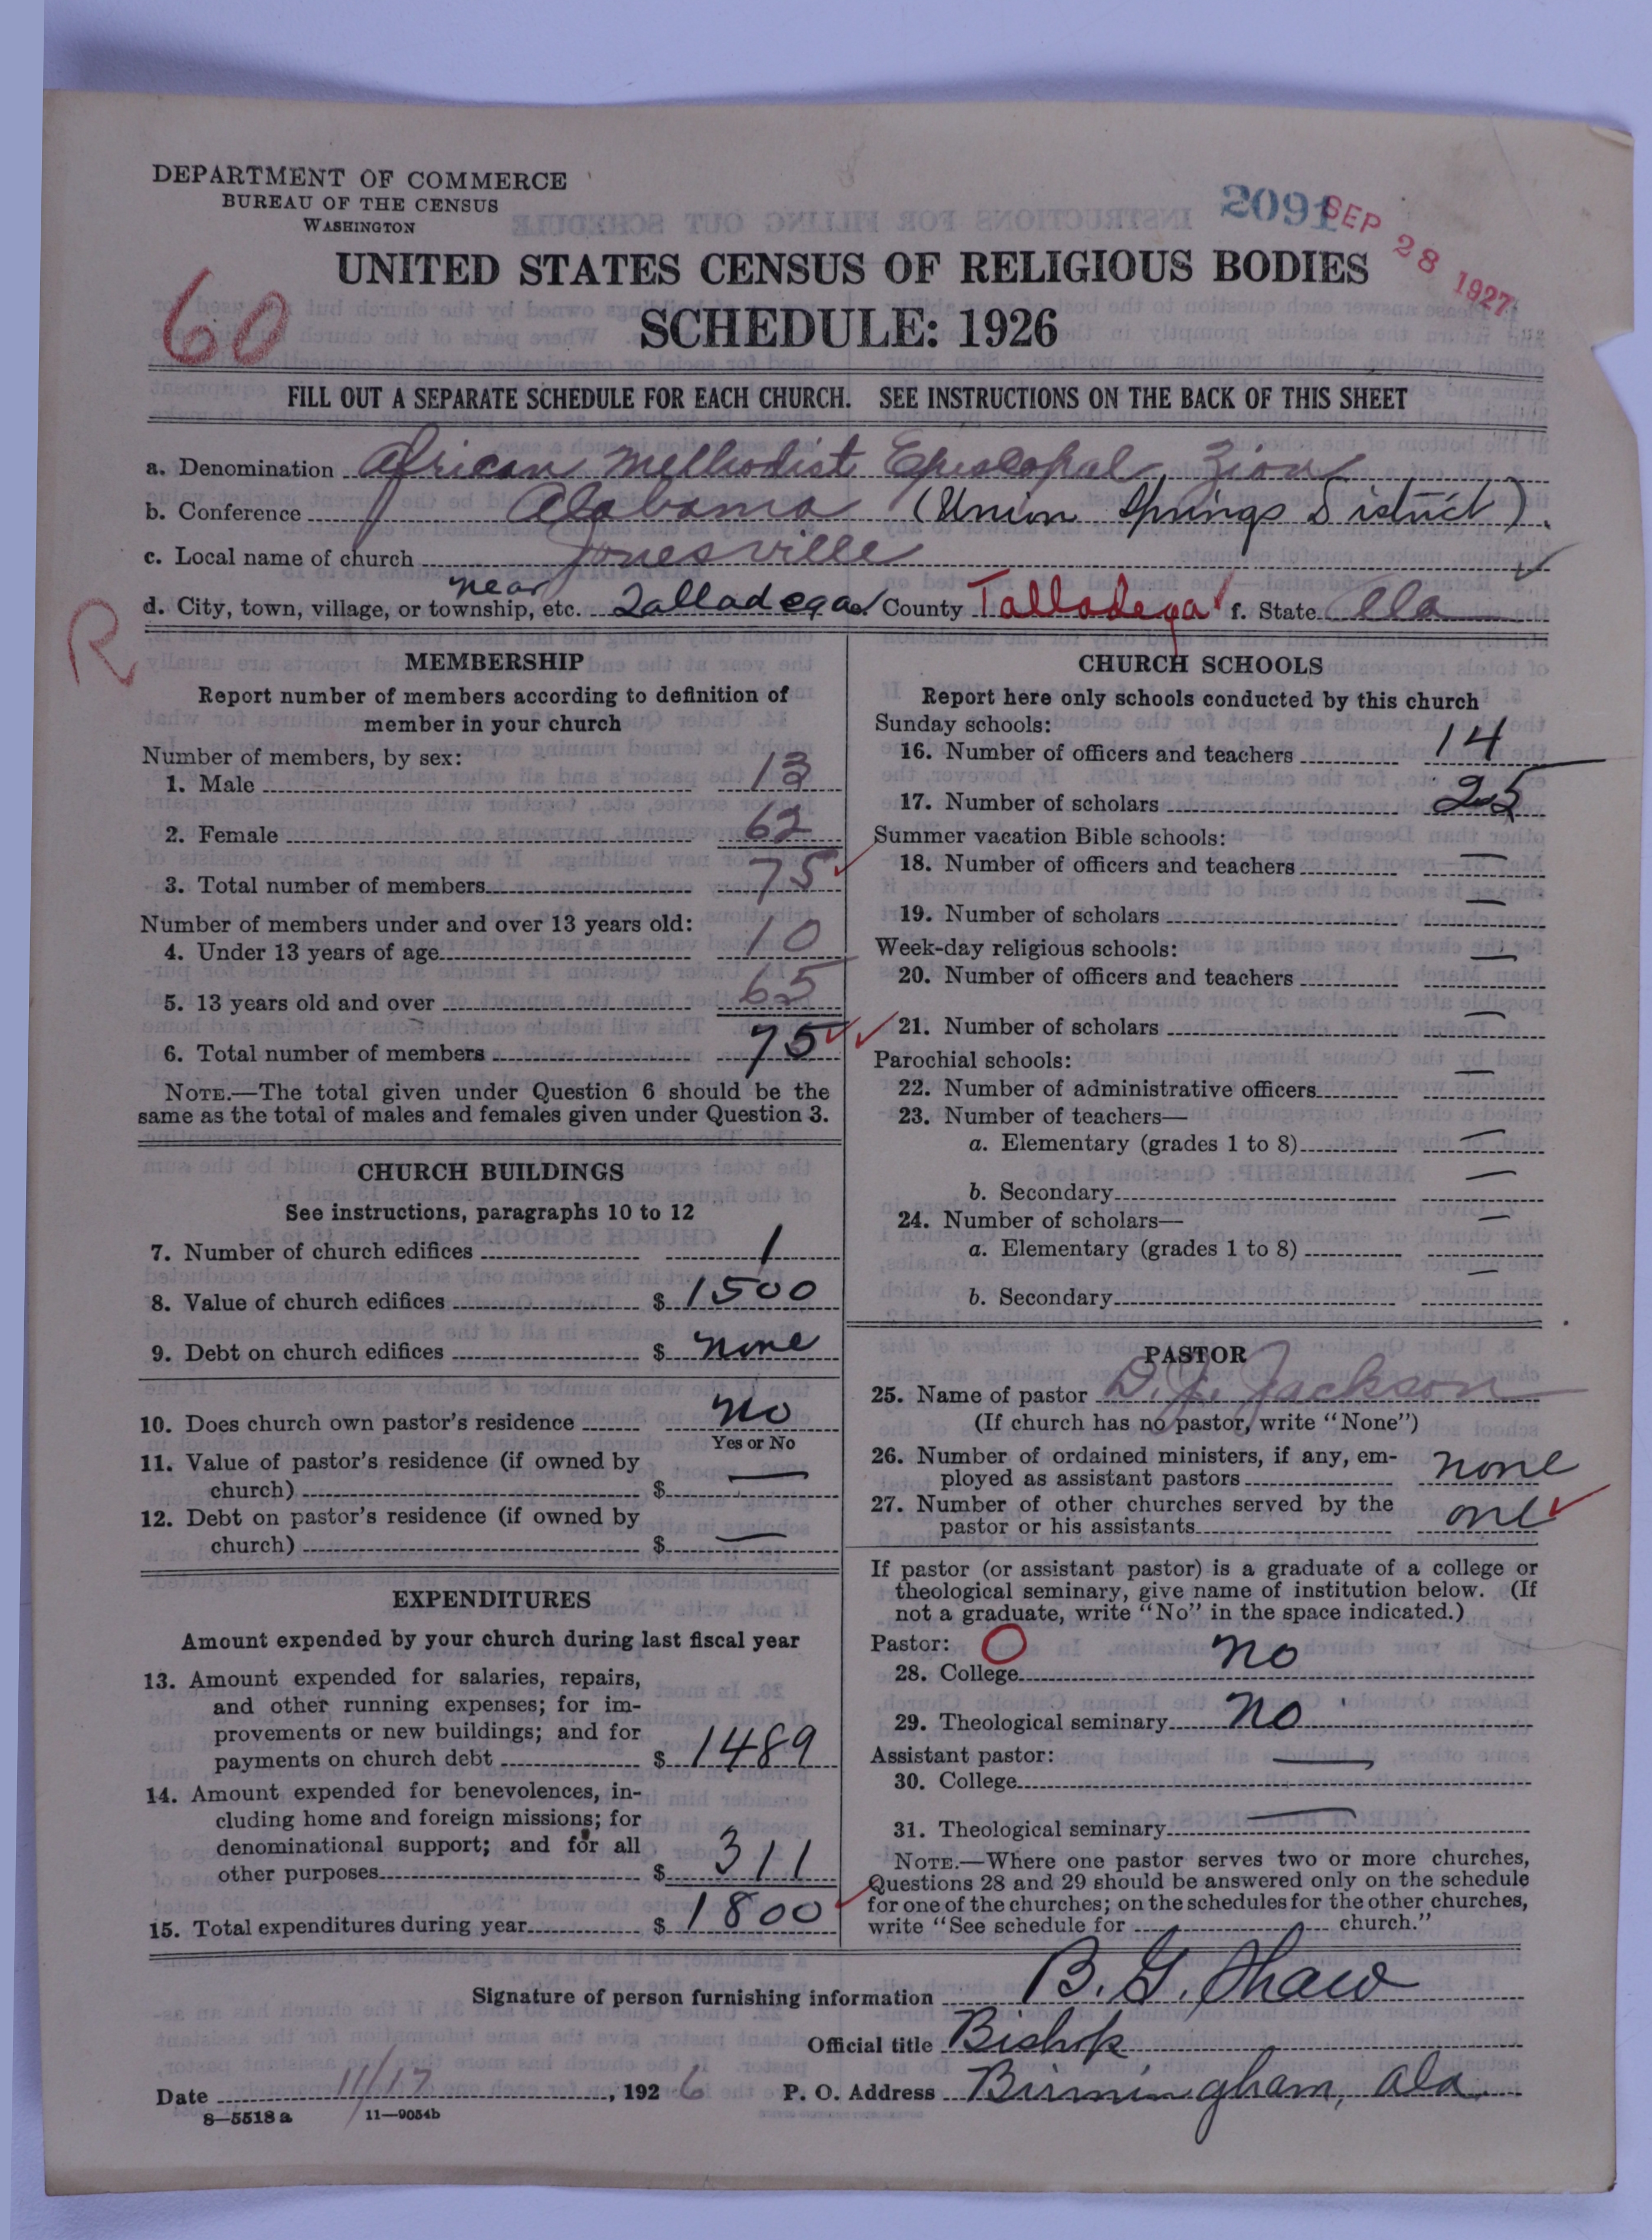 DEPARTMENT OF COMMERCE
BUREAU OF THE CENSUS
WASHINGTON
2091
SEP 28 1927
60
UNITED STATES CENSUS OF RELIGIOUS BODIES
SCHEDULE: 1926
FILL OUT A SEPARATE SCHEDULE FOR EACH CHURCH. SEE INSTRUCTIONS ON THE BACK OF THIS SHEET
a. Denomination African Methodist Episcopal Zion
b. Conference Alabama (Union Springs District)
c. Local name of church Jonesville
near
d. City, town, village, or township, etc. Talladega e. County Talladega f. State Ala
R
MEMBERSHIP
Report number of members according to definition of
member in your church
Number of members, by sex:
1. Male 13
2. Female 62
3. Total number of members 75
Number of members under and over 13 years old:
4. Under 13 years of age 10
5. 13 years old and over 65
6. Total number of members 75
NOTE.—The total given under Question 6 should be the
same as the total of males and females given under Question 3.
CHURCH BUILDINGS
See instructions, paragraphs 10 to 12
7. Number of church edifices 1
8. Value of church edifices $ 1500
9. Debt on church edifices $ none
10. Does church own pastor's residence no
Yes or No
11. Value of pastor's residence (if owned by
church) $ —
12. Debt on pastor's residence (if owned by
church) $ —
EXPENDITURES
Amount expended by your church during last fiscal year
13. Amount expended for salaries, repairs,
and other running expenses; for im-
provements or new buildings; and for
payments on church debt $ 1489
14. Amount expended for benevolences, in-
cluding home and foreign missions; for
denominational support; and for all
other purposes $ 311
15. Total expenditures during year $ 1800
CHURCH SCHOOLS
Report here only schools conducted by this church
Sunday schools:
16. Number of officers and teachers 14
17. Number of scholars 25
Summer vacation Bible schools:
18. Number of officers and teachers —
19. Number of scholars —
Week-day religious schools:
20. Number of officers and teachers —
21. Number of scholars —
Parochial schools:
22. Number of administrative officers —
23. Number of teachers—
a. Elementary (grades 1 to 8) —
b. Secondary —
24. Number of scholars—
a. Elementary (grades 1 to 8) —
b. Secondary —
PASTOR
25. Name of pastor D. J. Jackson
(If church has no pastor, write "None")
26. Number of ordained ministers, if any, em-
ployed as assistant pastors none
27. Number of other churches served by the
pastor or his assistants one
If pastor (or assistant pastor) is a graduate of a college or
theological seminary, give name of institution below. (If
not a graduate, write "No" in the space indicated.)
Pastor: O
28. College no
29. Theological seminary no
Assistant pastor:
30. College —
31. Theological seminary —
NOTE.—Where one pastor serves two or more churches,
Questions 28 and 29 should be answered only on the schedule
for one of the churches; on the schedules for the other churches,
write "See schedule for church."
Signature of person furnishing information B. G. Shaw
Official title Bishop
Date 11/17, 1926 P. O. Address Birmingham, Ala.
8—5518 a 11—9054b